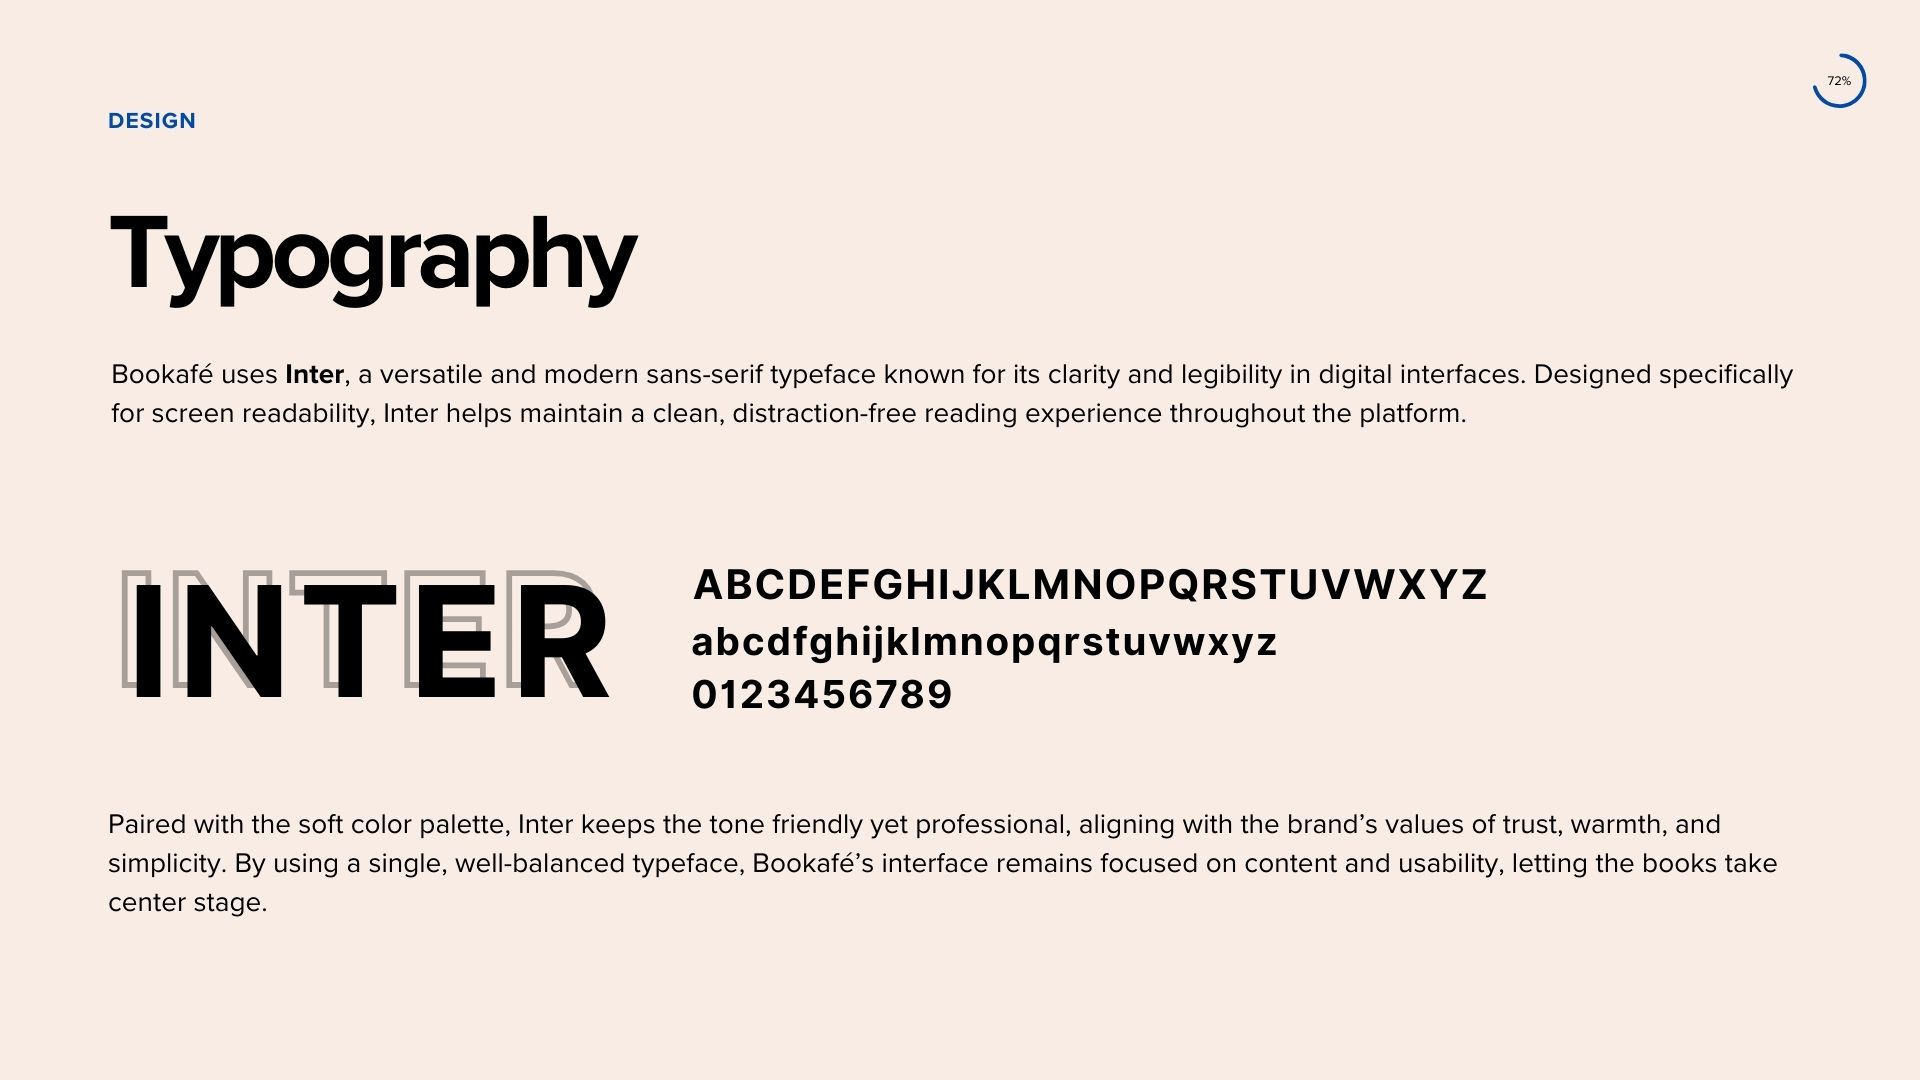 72%
DESIGN
Typography
Bookafé uses Inter, a versatile and modern sans-serif typeface known for its clarity and legibility in digital interfaces. Designed specifically
for screen readability, Inter helps maintain a clean, distraction-free reading experience throughout the platform.
INTER
ABCDEFGHIJKLMNOPQRSTUVWXYZ
abcdfghijklmnopqrstuvwxyz
0123456789
Paired with the soft color palette, Inter keeps the tone friendly yet professional, aligning with the brand’s values of trust, warmth, and
simplicity. By using a single, well-balanced typeface, Bookafé’s interface remains focused on content and usability, letting the books take
center stage.